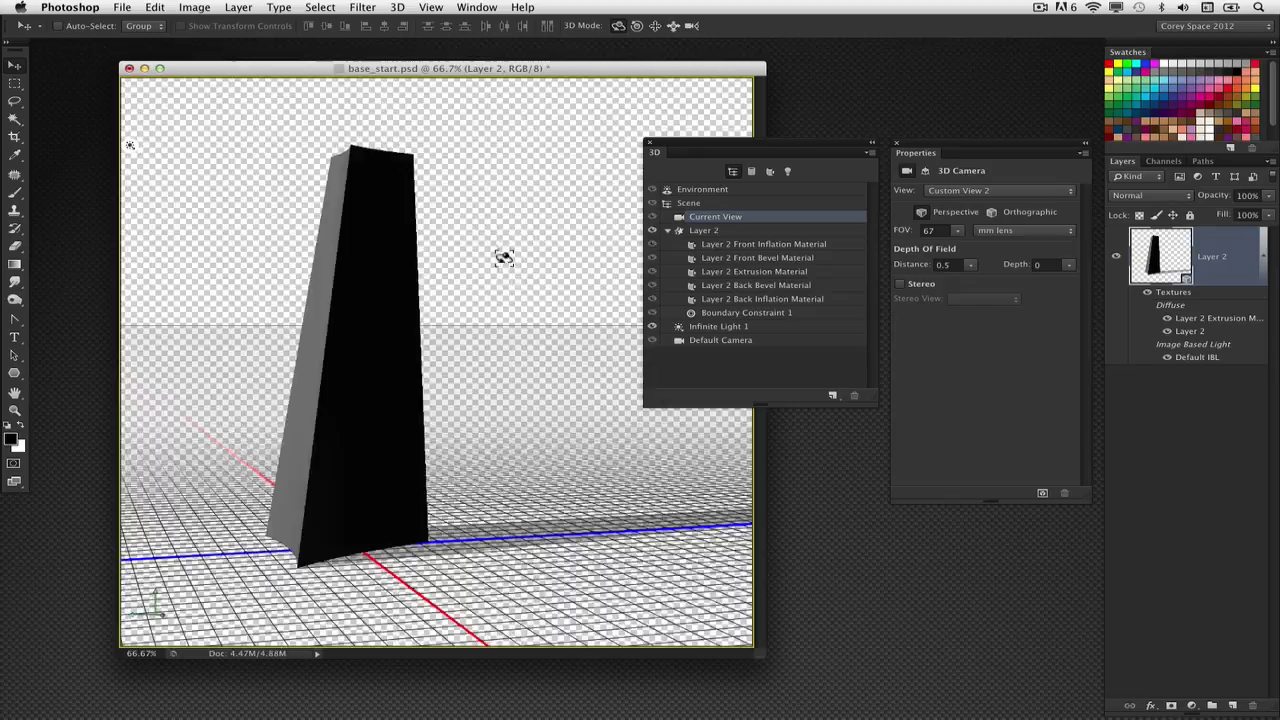 Photoshop File Edit Image Layer Type Select Filter 3D View Window Help 6
Auto-Select: Group Show Transform Controls 3D Mode: Corey Space 2012
base_start.psd @ 66.7% (Layer 2, RGB/8) *
66.67% Doc: 4.47M/4.88M
3D
Environment
Scene
Current View
Layer 2
Layer 2 Front Inflation Material
Layer 2 Front Bevel Material
Layer 2 Extrusion Material
Layer 2 Back Bevel Material
Layer 2 Back Inflation Material
Boundary Constraint 1
Infinite Light 1
Default Camera
Properties
3D Camera
View: Custom View 2
Perspective Orthographic
FOV: 67 mm lens
Depth Of Field
Distance: 0.5 Depth: 0
Stereo
Stereo View:
Swatches
Layers Channels Paths
Kind
Normal Opacity: 100%
Lock: Fill: 100%
Layer 2
Textures
Diffuse
Layer 2 Extrusion M...
Layer 2
Image Based Light
Default IBL
fx